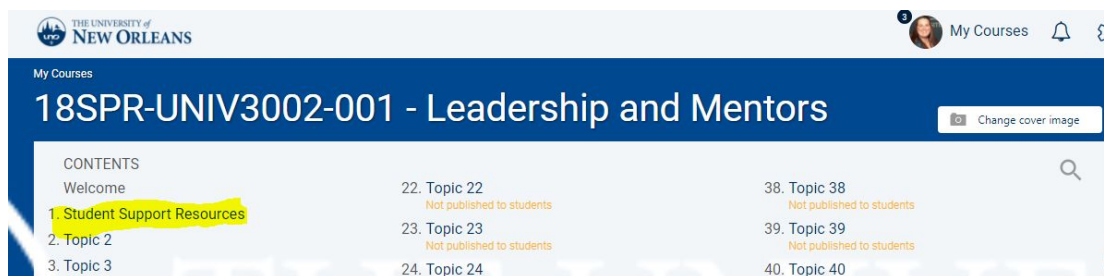 THE UNIVERSITY of
NEW ORLEANS
3
My Courses
My Courses
18SPR-UNIV3002-001 - Leadership and Mentors
Change cover image
CONTENTS
Welcome
1. Student Support Resources
2. Topic 2
3. Topic 3
22. Topic 22
Not published to students
23. Topic 23
Not published to students
24. Topic 24
38. Topic 38
Not published to students
39. Topic 39
Not published to students
40. Topic 40